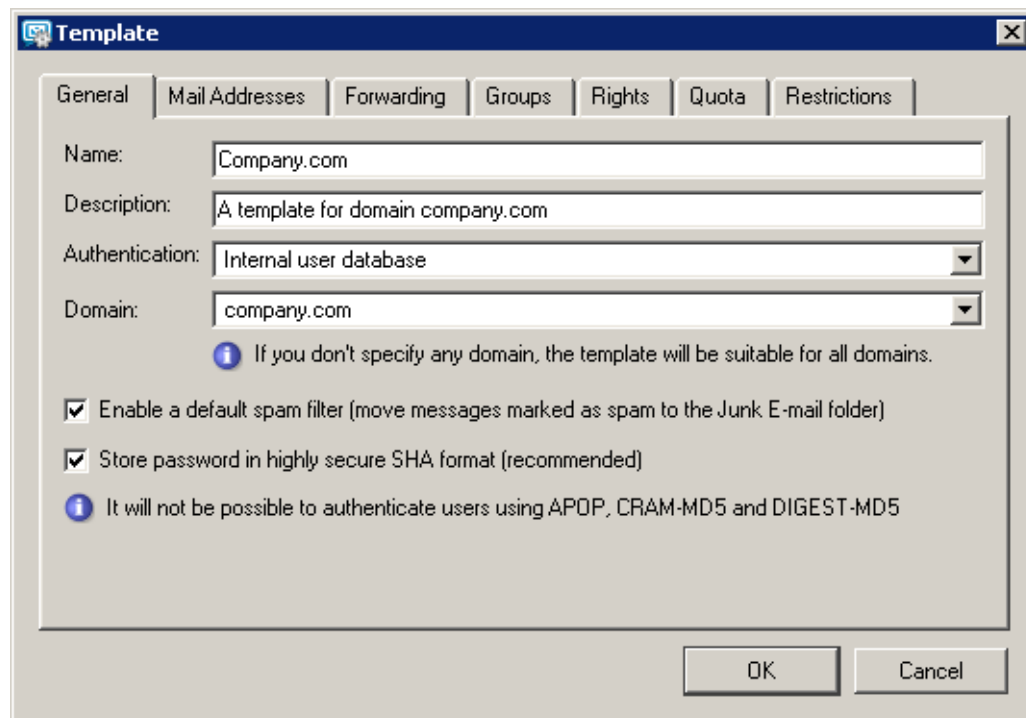 Template
General Mail Addresses Forwarding Groups Rights Quota Restrictions
Name: Company.com
Description: A template for domain company.com
Authentication: Internal user database
Domain: company.com
If you don't specify any domain, the template will be suitable for all domains.
Enable a default spam filter (move messages marked as spam to the Junk E-mail folder)
Store password in highly secure SHA format (recommended)
It will not be possible to authenticate users using APOP, CRAM-MD5 and DIGEST-MD5
OK Cancel